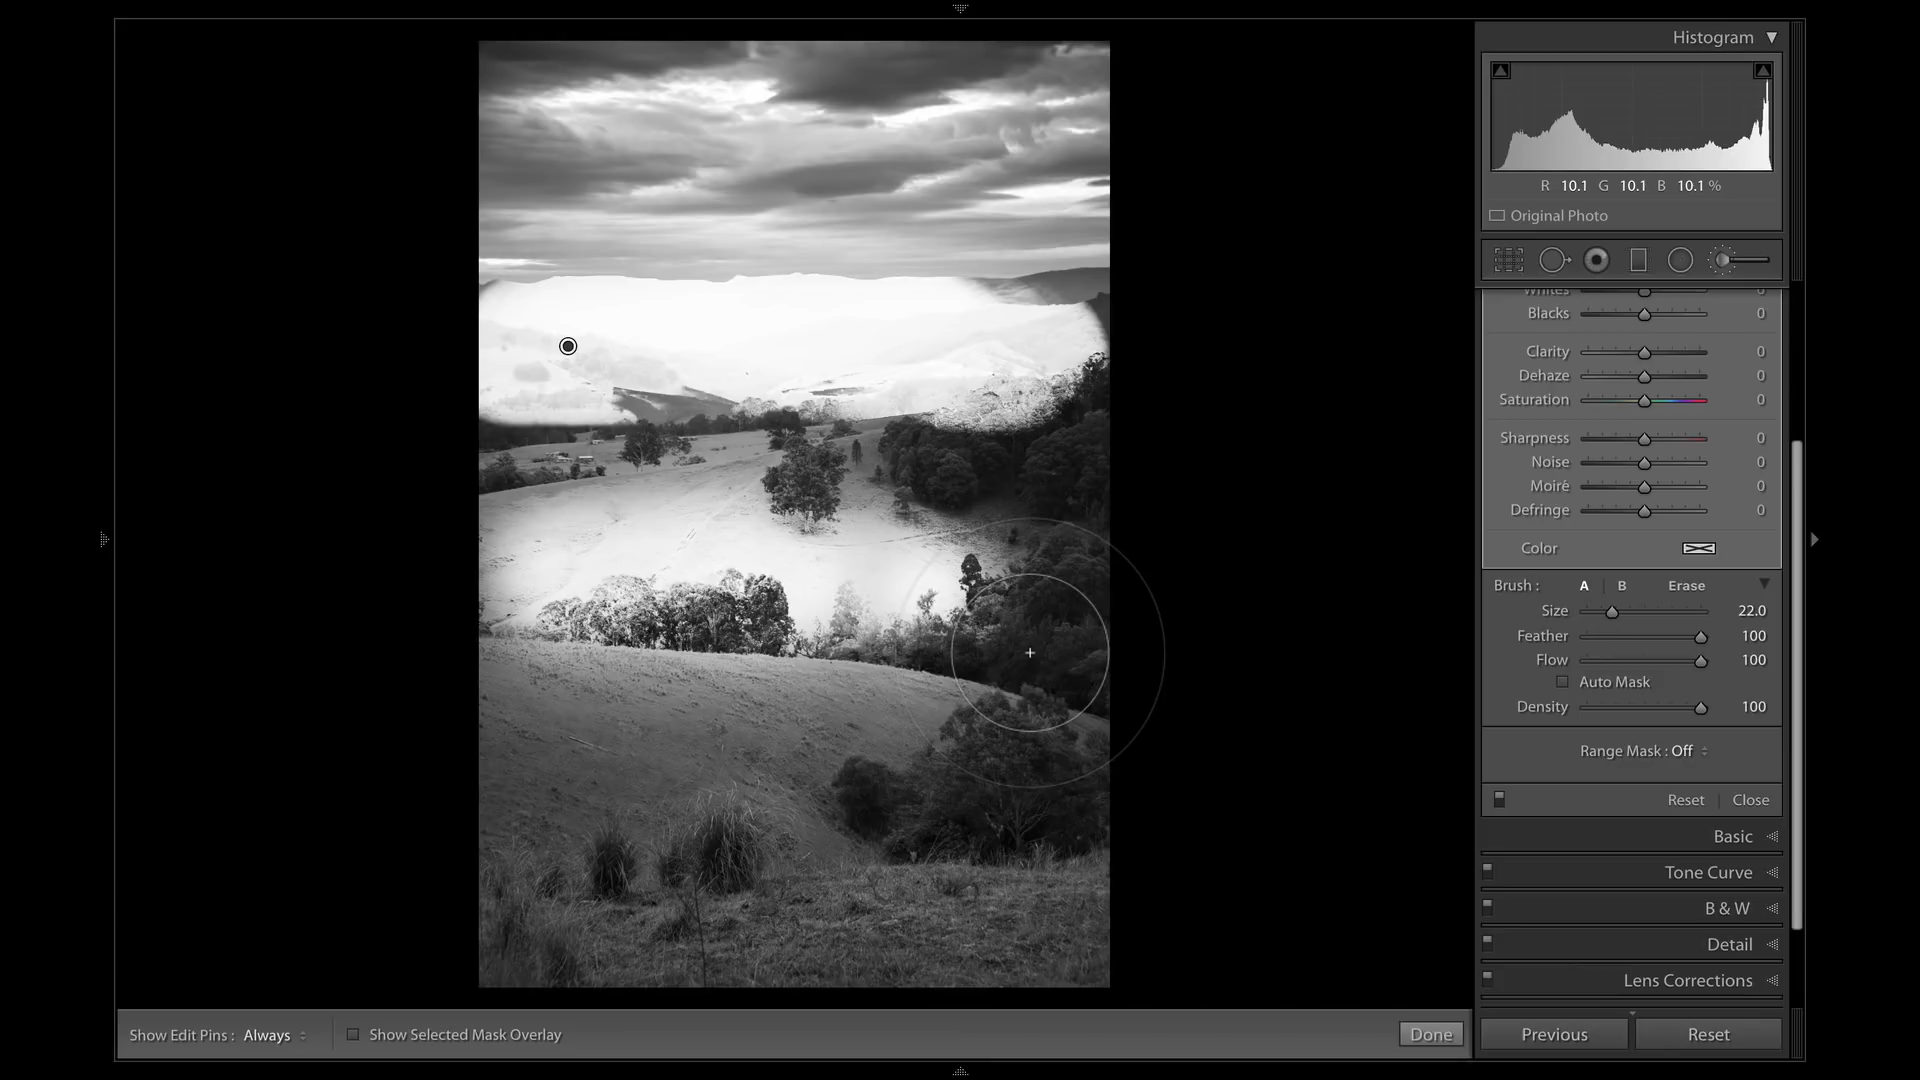 Histogram
R 10.1 G 10.1 B 10.1 %
Original Photo
Whites 0
Blacks 0
Clarity 0
Dehaze 0
Saturation 0
Sharpness 0
Noise 0
Moiré 0
Defringe 0
Color
Brush : A B Erase
Size 22.0
Feather 100
Flow 100
Auto Mask
Density 100
Range Mask : Off
Reset Close
Basic
Tone Curve
B & W
Detail
Lens Corrections
Show Edit Pins : Always Show Selected Mask Overlay Done Previous Reset